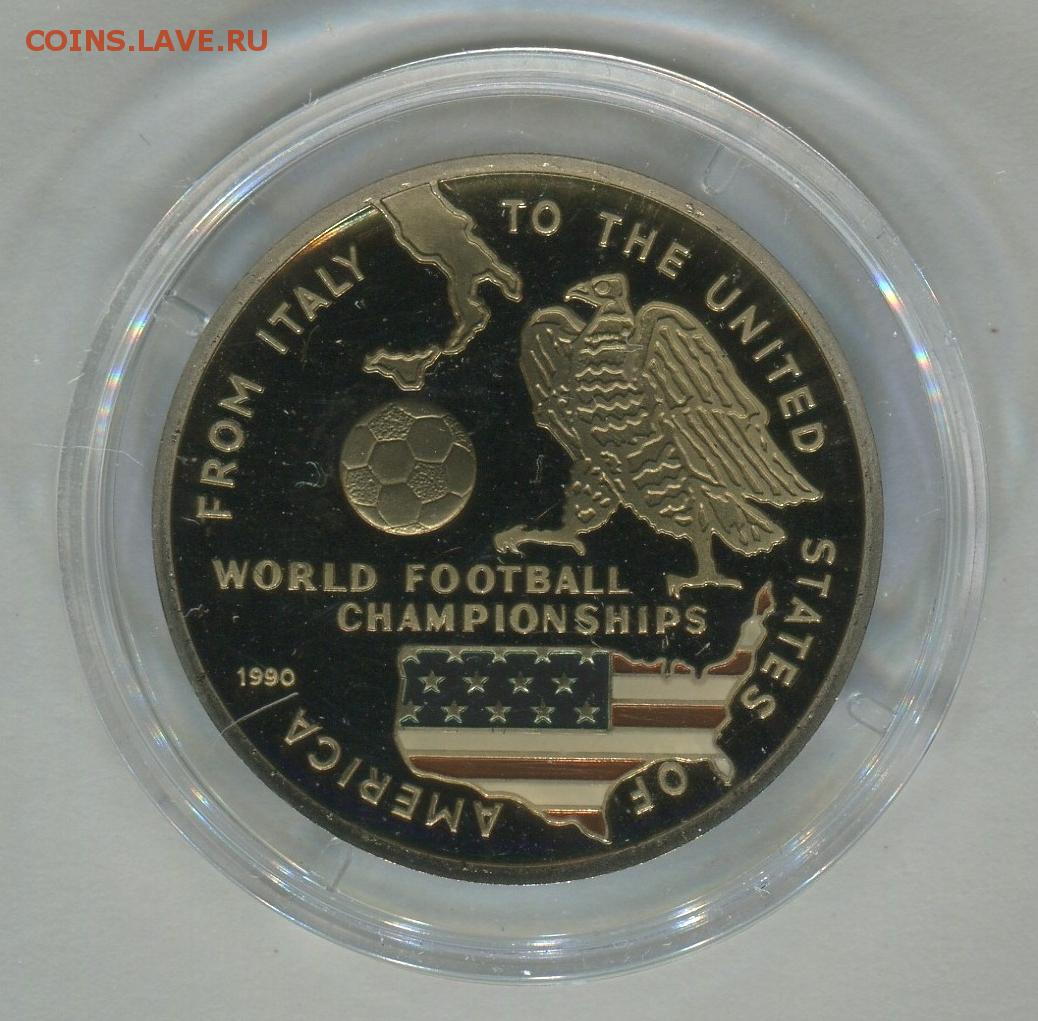 COINS.LAVE.RU
FROM ITALY TO THE UNITED STATES OF AMERICA
WORLD FOOTBALL
CHAMPIONSHIPS
1990